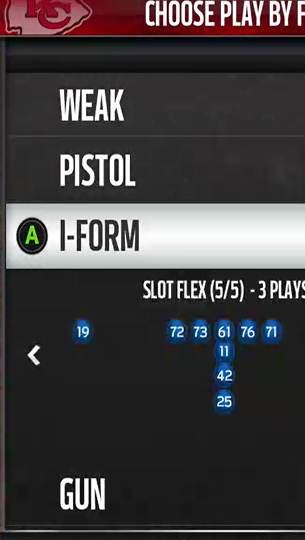 KC
CHOOSE PLAY BY F
WEAK
PISTOL
A I-FORM
SLOT FLEX (5/5) - 3 PLAYS
19 72 73 61 76 71
11
42
25
GUN